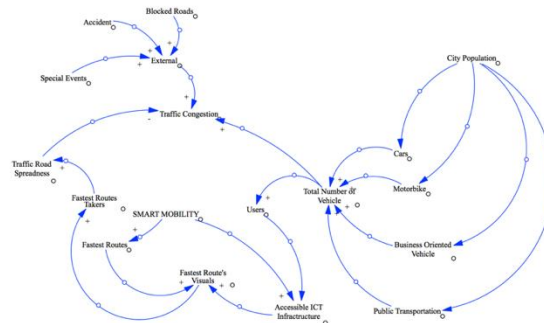 Blocked Roads
Accident
External
Special Events
City Population
Traffic Congestion
Cars
Traffic Road
Spreadness
Motorbike
Total Number of
Vehicle
Fastest Routes
Takers
SMART MOBILITY
Users
Fastest Routes
Business Oriented
Vehicle
Fastest Route's
Visuals
Accessible ICT
Infractructure
Public Transportation